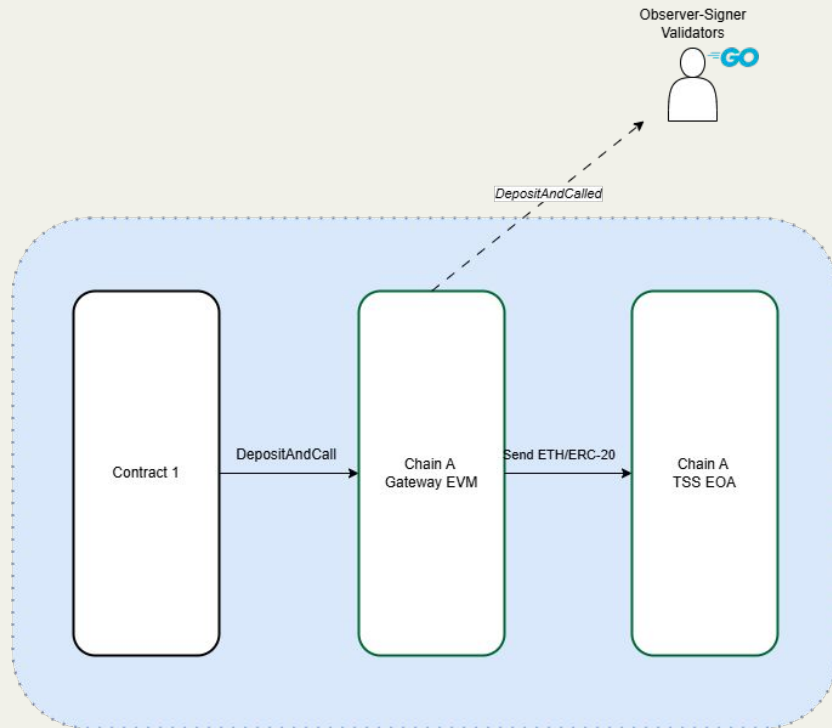 Observer-Signer
Validators
GO
DepositAndCalled
Contract 1
DepositAndCall
Chain A
Gateway EVM
Send ETH/ERC-20
Chain A
TSS EOA